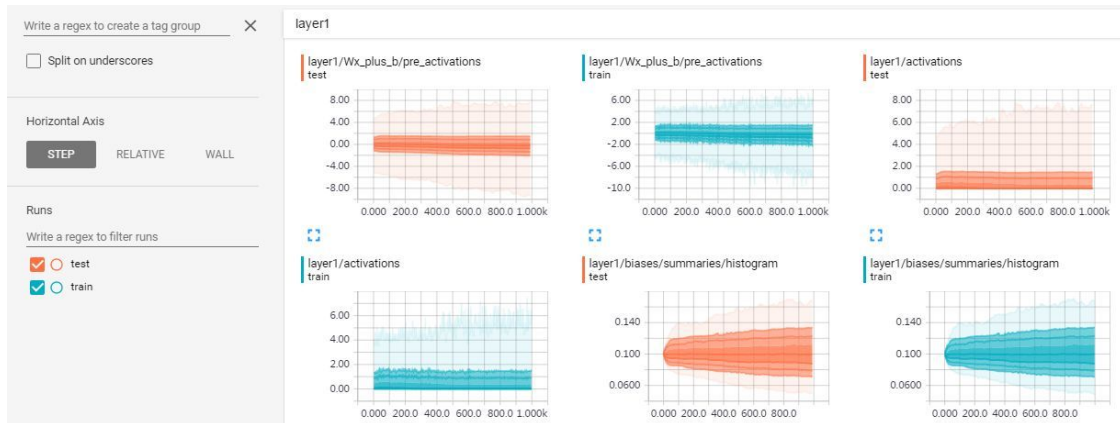 Write a regex to create a tag group
Split on underscores
Horizontal Axis
STEP RELATIVE WALL
Runs
Write a regex to filter runs
test
train
layer1
layer1/Wx_plus_b/pre_activations
test
8.00
4.00
0.00
-4.00
-8.00
0.000 200.0 400.0 600.0 800.0 1.000k
layer1/Wx_plus_b/pre_activations
train
6.00
2.00
-2.00
-6.00
-10.0
0.000 200.0 400.0 600.0 800.0 1.000k
layer1/activations
test
8.00
6.00
4.00
2.00
0.00
0.000 200.0 400.0 600.0 800.0 1.000k
layer1/activations
train
6.00
4.00
2.00
0.00
0.000 200.0 400.0 600.0 800.0 1.000k
layer1/biases/summaries/histogram
test
0.140
0.100
0.0600
0.000 200.0 400.0 600.0 800.0
layer1/biases/summaries/histogram
train
0.140
0.100
0.0600
0.000 200.0 400.0 600.0 800.0